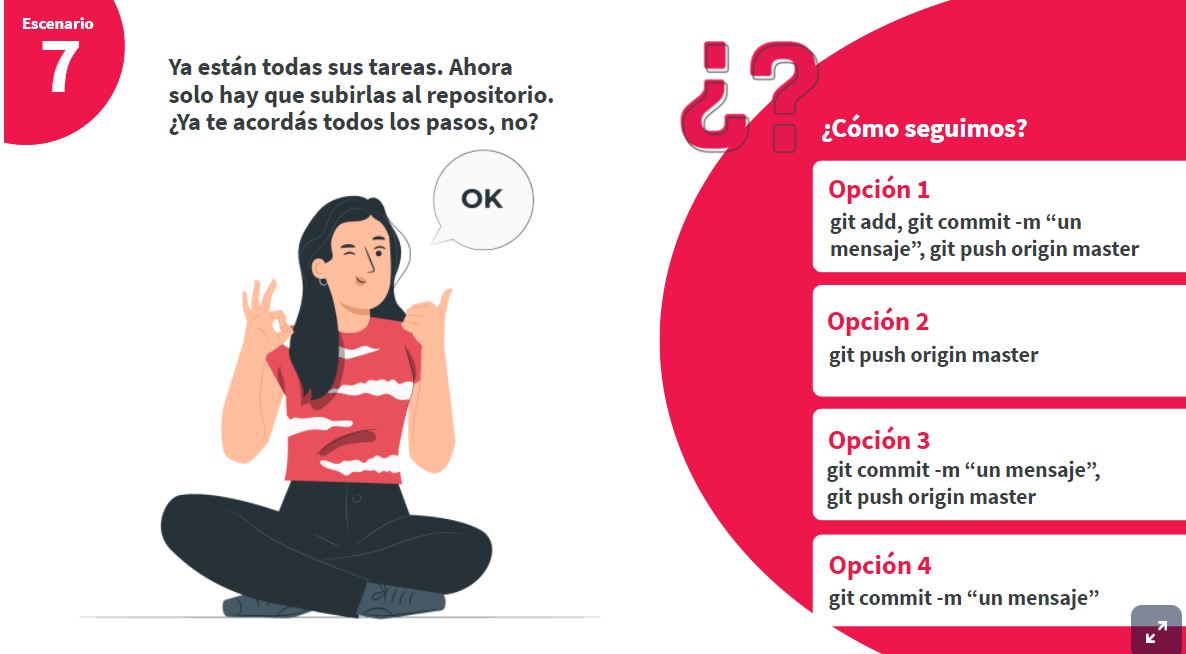 Escenario
7
Ya están todas sus tareas. Ahora
solo hay que subirlas al repositorio.
¿Ya te acordás todos los pasos, no?
OK
¿?
¿Cómo seguimos?
Opción 1
git add, git commit -m “un
mensaje”, git push origin master
Opción 2
git push origin master
Opción 3
git commit -m “un mensaje”,
git push origin master
Opción 4
git commit -m “un mensaje”